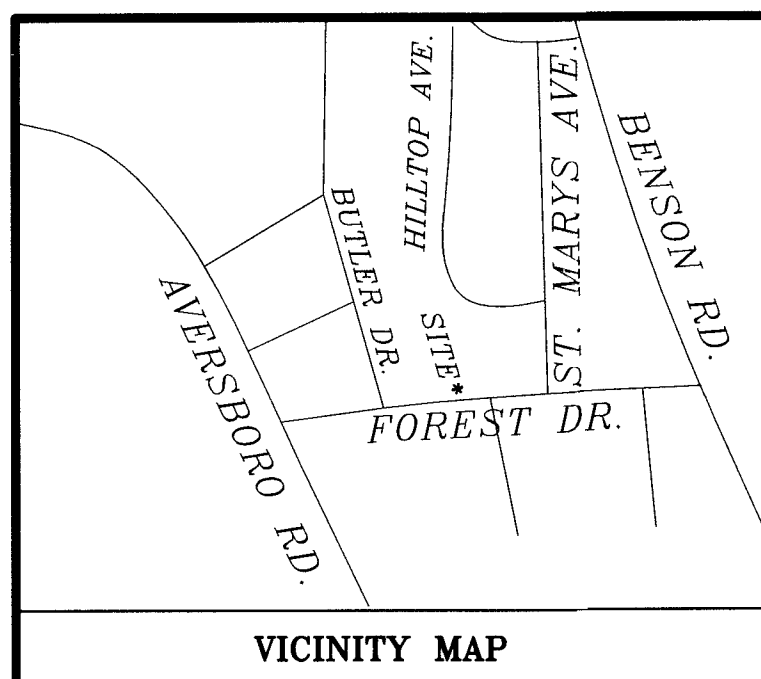 HILLTOP AVE.
ST. MARYS AVE.
BENSON RD.
BUTLER DR.
AVERSBORO RD.
SITE*
FOREST DR.
VICINITY MAP